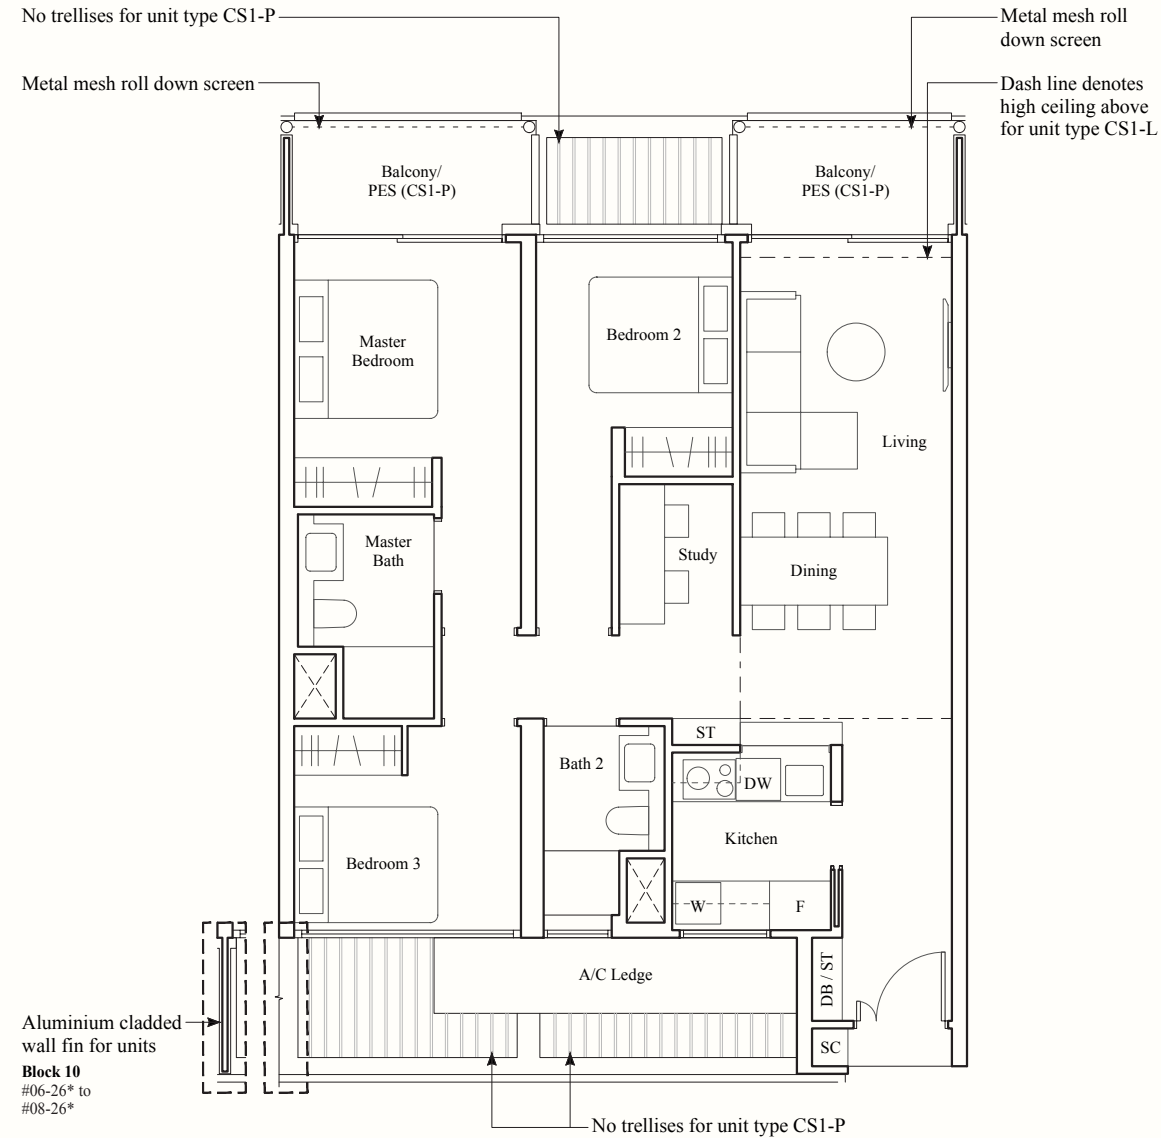 No trellises for unit type CS1-P
Metal mesh roll
down screen
Metal mesh roll down screen
Dash line denotes
high ceiling above
for unit type CS1-L
Balcony/
PES (CS1-P)
Balcony/
PES (CS1-P)
Master
Bedroom
Bedroom 2
Living
Master
Bath
Study
Dining
ST
Bath 2
DW
Kitchen
Bedroom 3
W
F
A/C Ledge
DB / ST
SC
Aluminium cladded
wall fin for units
Block 10
#06-26* to
#08-26*
No trellises for unit type CS1-P